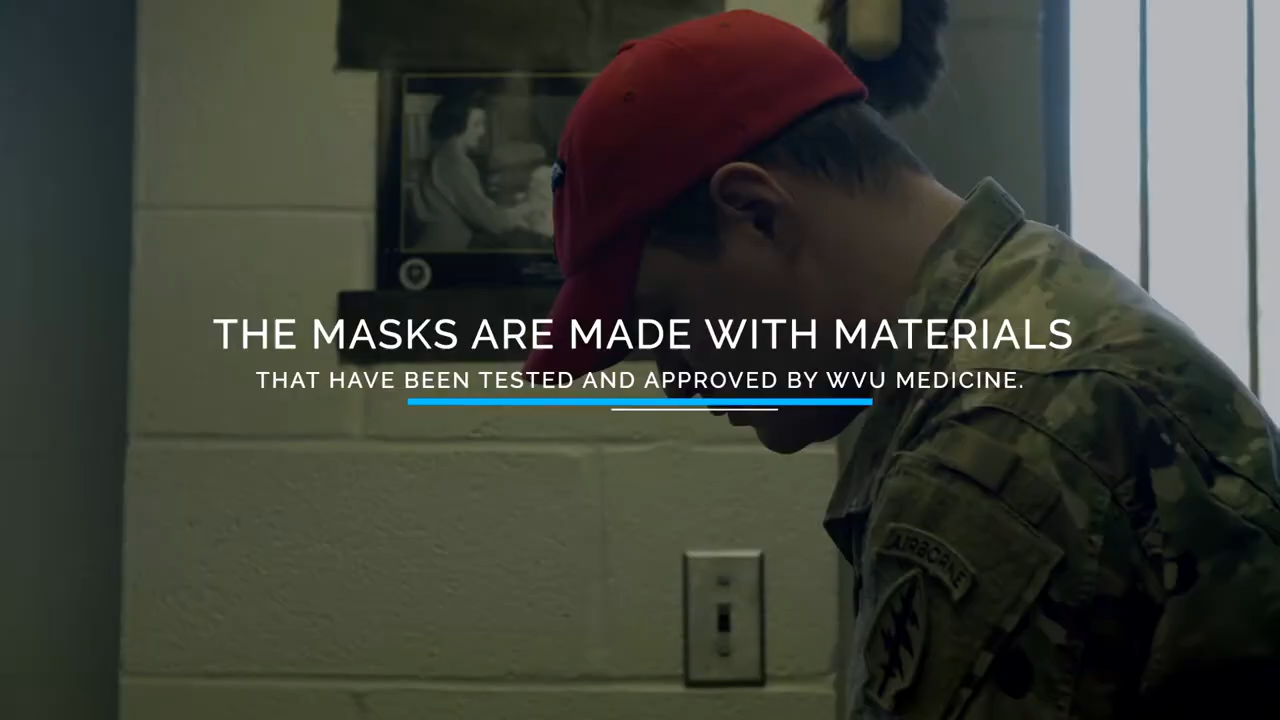 THE MASKS ARE MADE WITH MATERIALS
THAT HAVE BEEN TESTED AND APPROVED BY WVU MEDICINE.
AIRBORNE